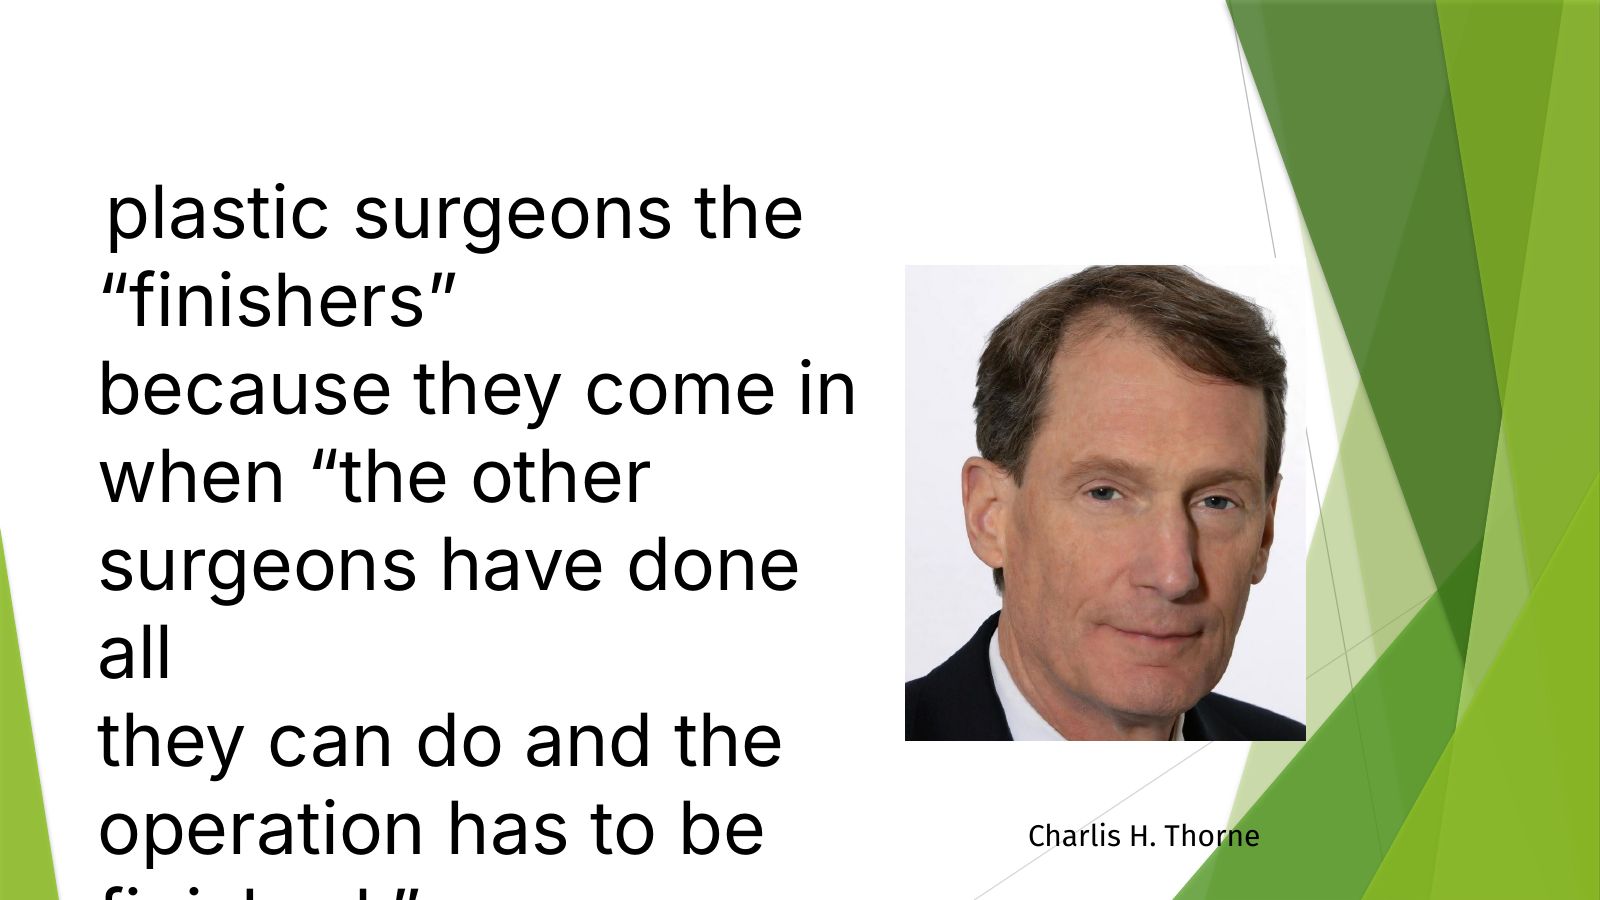 plastic surgeons the
“finishers”
because they come in
when “the other
surgeons have done
all
they can do and the
operation has to be
finished.”
Charlis H. Thorne